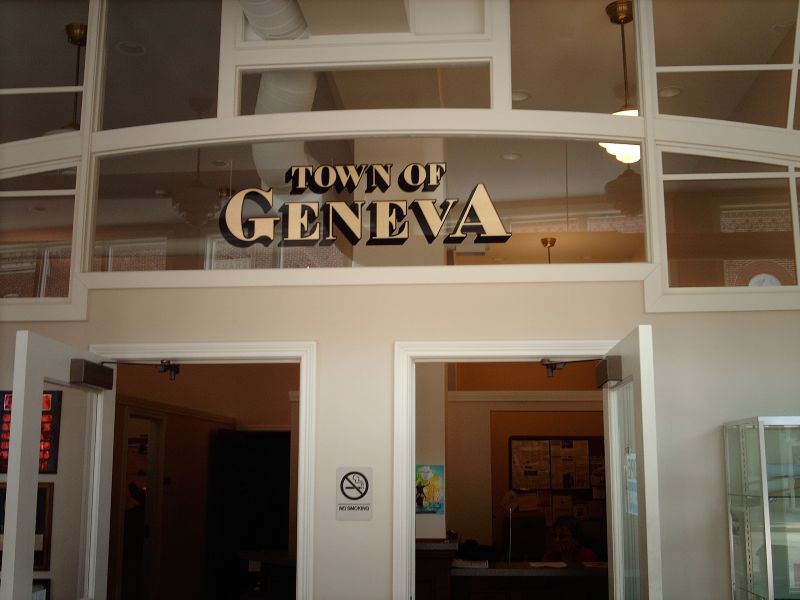 TOWN OF
GENEVA
NO SMOKING